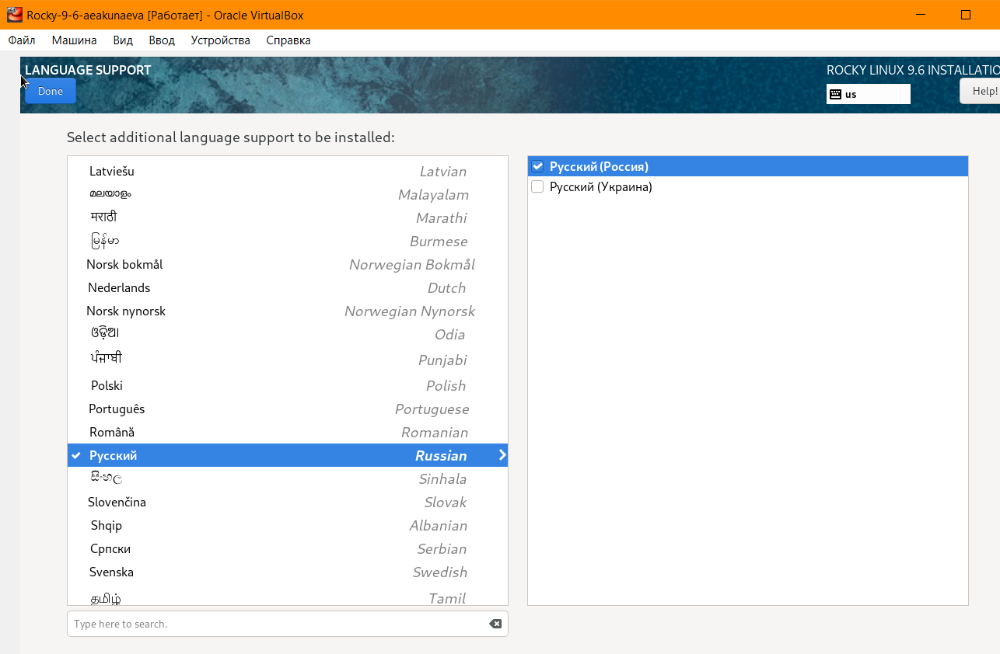 Rocky-9-6-aeakunaeva [Работает] - Oracle VirtualBox
Файл Машина Вид Ввод Устройства Справка
LANGUAGE SUPPORT
ROCKY LINUX 9.6 INSTALLATIO
Done
us
Help!
Select additional language support to be installed:
Latviešu Latvian
മലയാളം Malayalam
मराठी Marathi
မြန်မာ Burmese
Norsk bokmål Norwegian Bokmål
Nederlands Dutch
Norsk nynorsk Norwegian Nynorsk
ଓଡ଼ିଆ Odia
ਪੰਜਾਬੀ Punjabi
Polski Polish
Português Portuguese
Română Romanian
Русский Russian
සිංහල Sinhala
Slovenčina Slovak
Shqip Albanian
Српски Serbian
Svenska Swedish
தமிழ் Tamil
Type here to search.
Русский (Россия)
Русский (Украина)